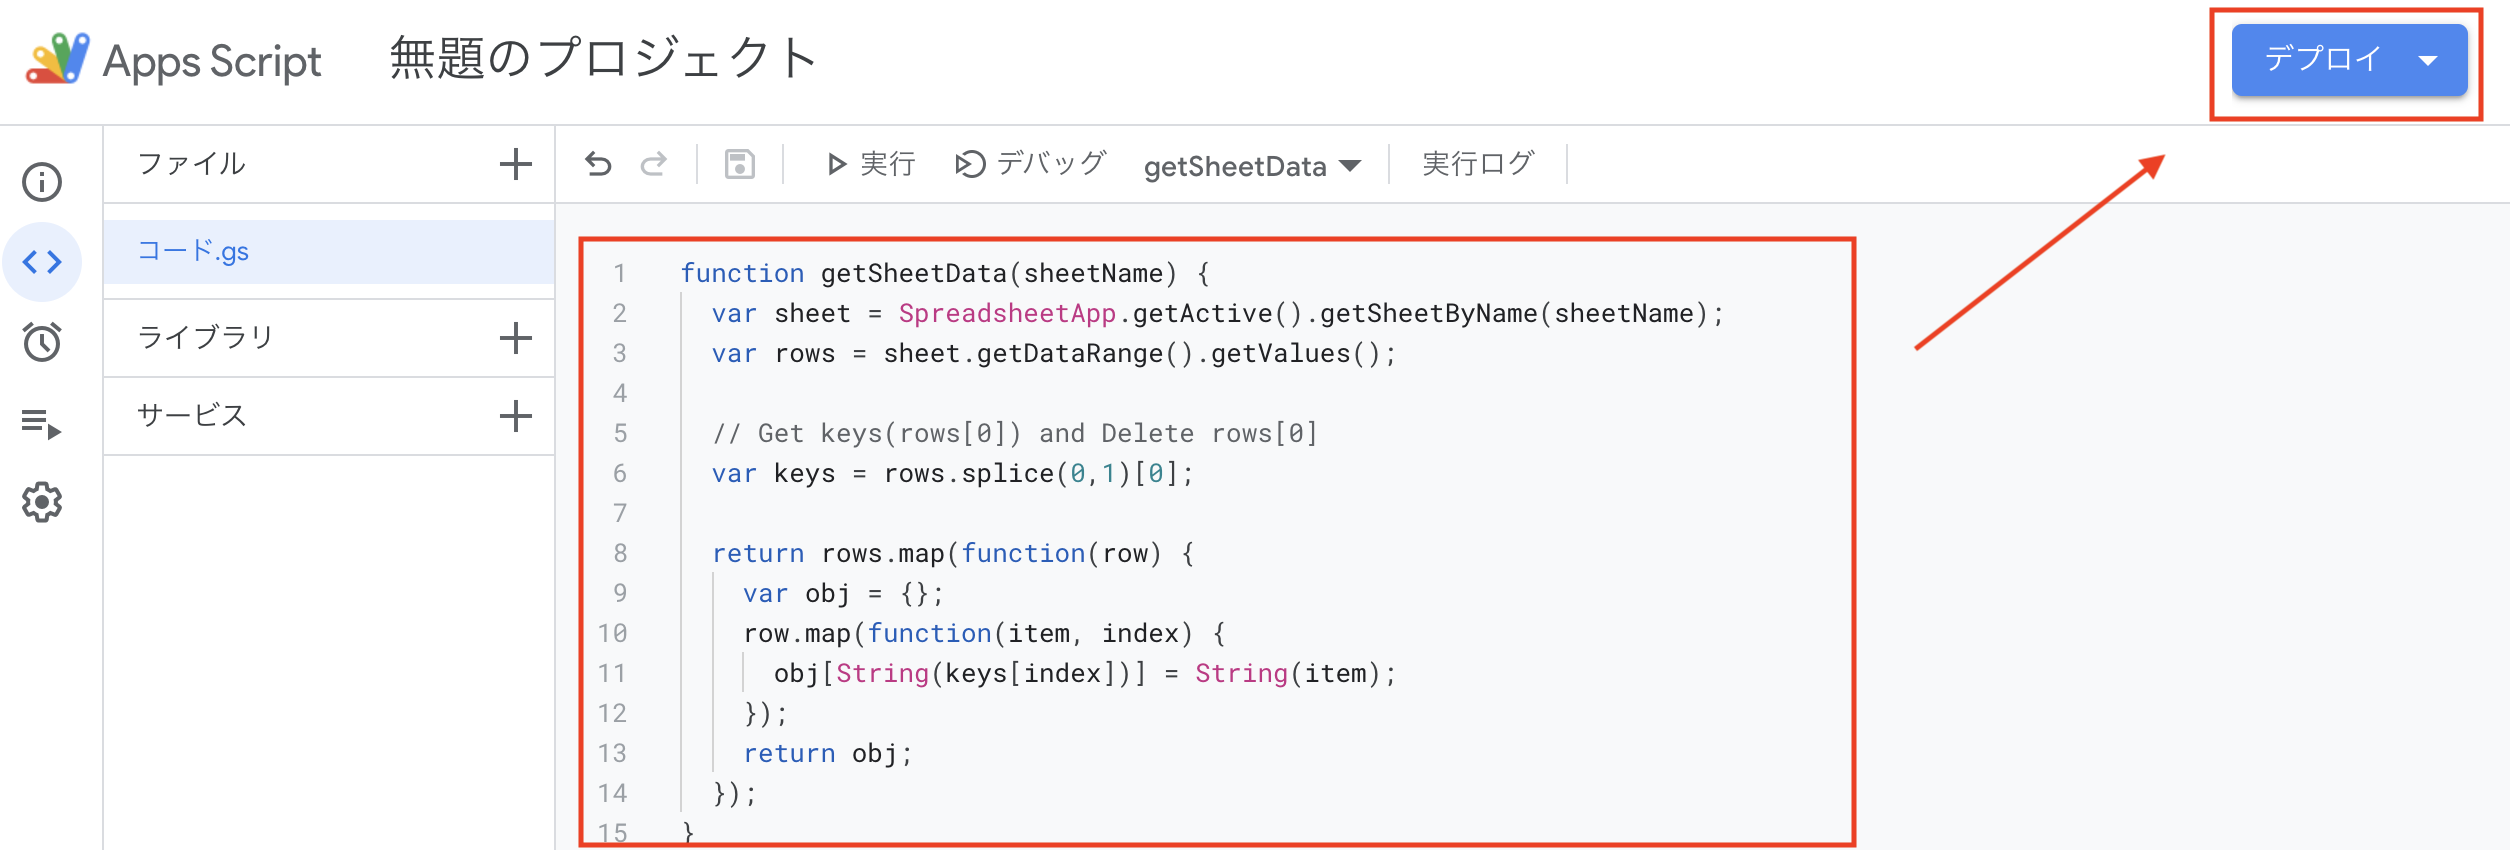 Apps Script 無題のプロジェクト デプロイ
ファイル
実行 デバッグ getSheetData 実行ログ
コード.gs
ライブラリ
サービス
1 function getSheetData(sheetName) {
2   var sheet = SpreadsheetApp.getActive().getSheetByName(sheetName);
3   var rows = sheet.getDataRange().getValues();
4
5   // Get keys(rows[0]) and Delete rows[0]
6   var keys = rows.splice(0,1)[0];
7
8   return rows.map(function(row) {
9     var obj = {};
10     row.map(function(item, index) {
11       obj[String(keys[index])] = String(item);
12     });
13     return obj;
14   });
15 }